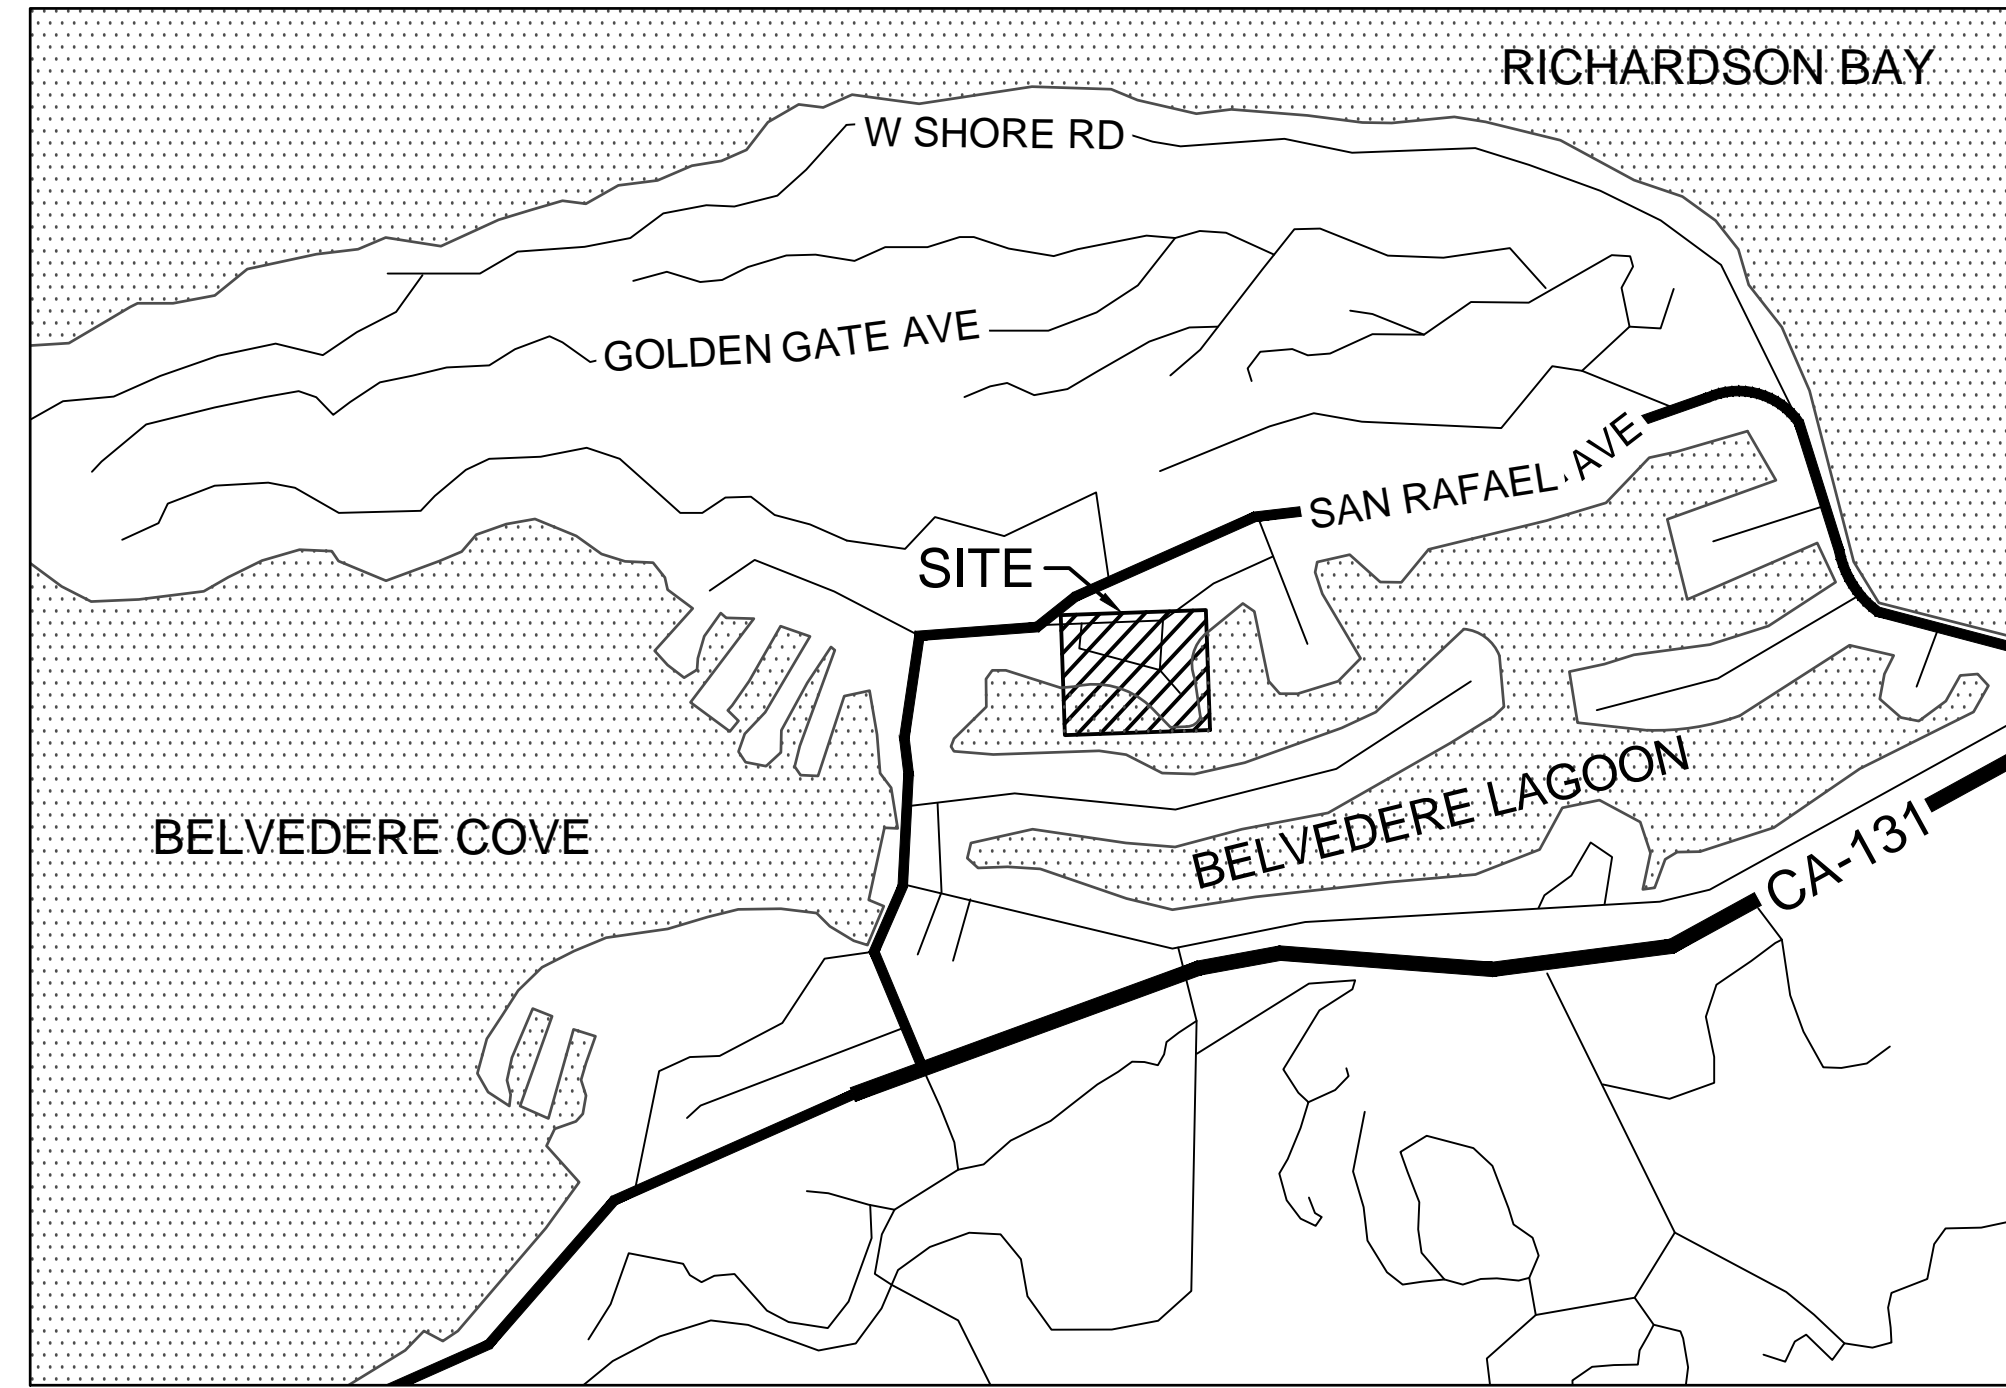 RICHARDSON BAY
W SHORE RD
GOLDEN GATE AVE
SAN RAFAEL AVE
SITE
BELVEDERE COVE
BELVEDERE LAGOON
CA-131